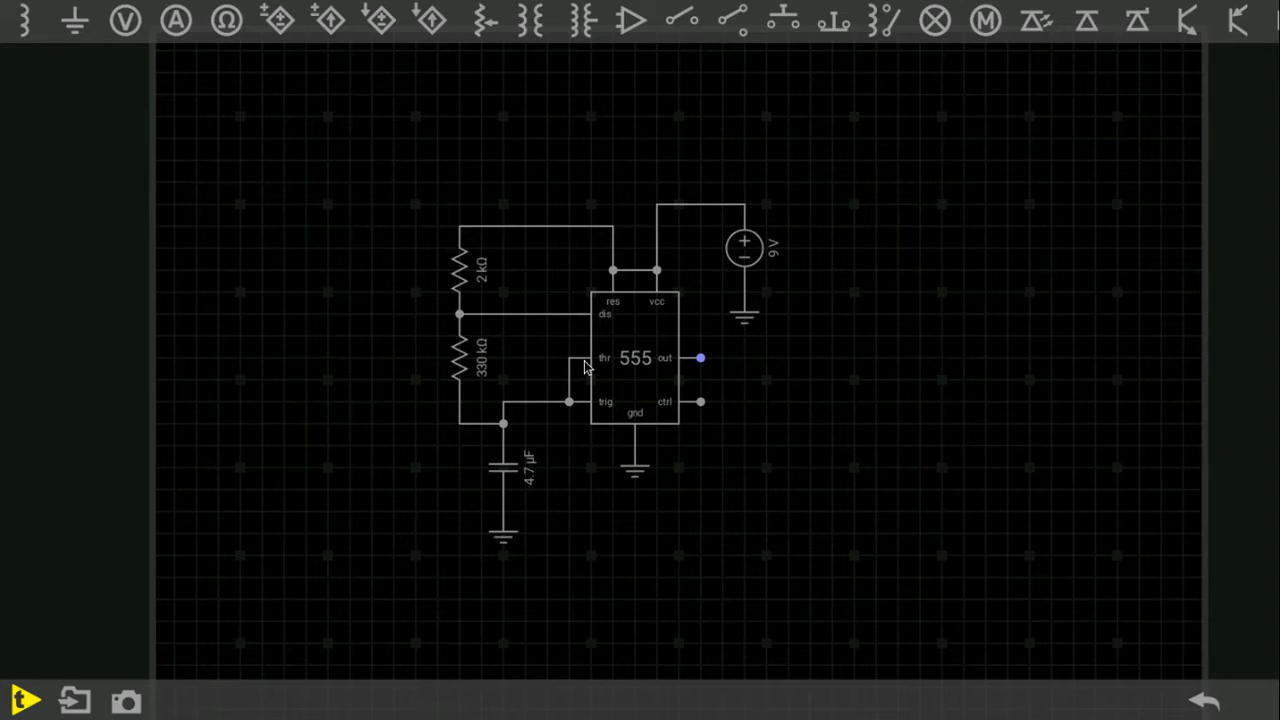 V
A
Ω
M
2 kΩ
9 V
res
vcc
dis
330 kΩ
thr
555
out
trig
ctrl
gnd
4.7 µF
t